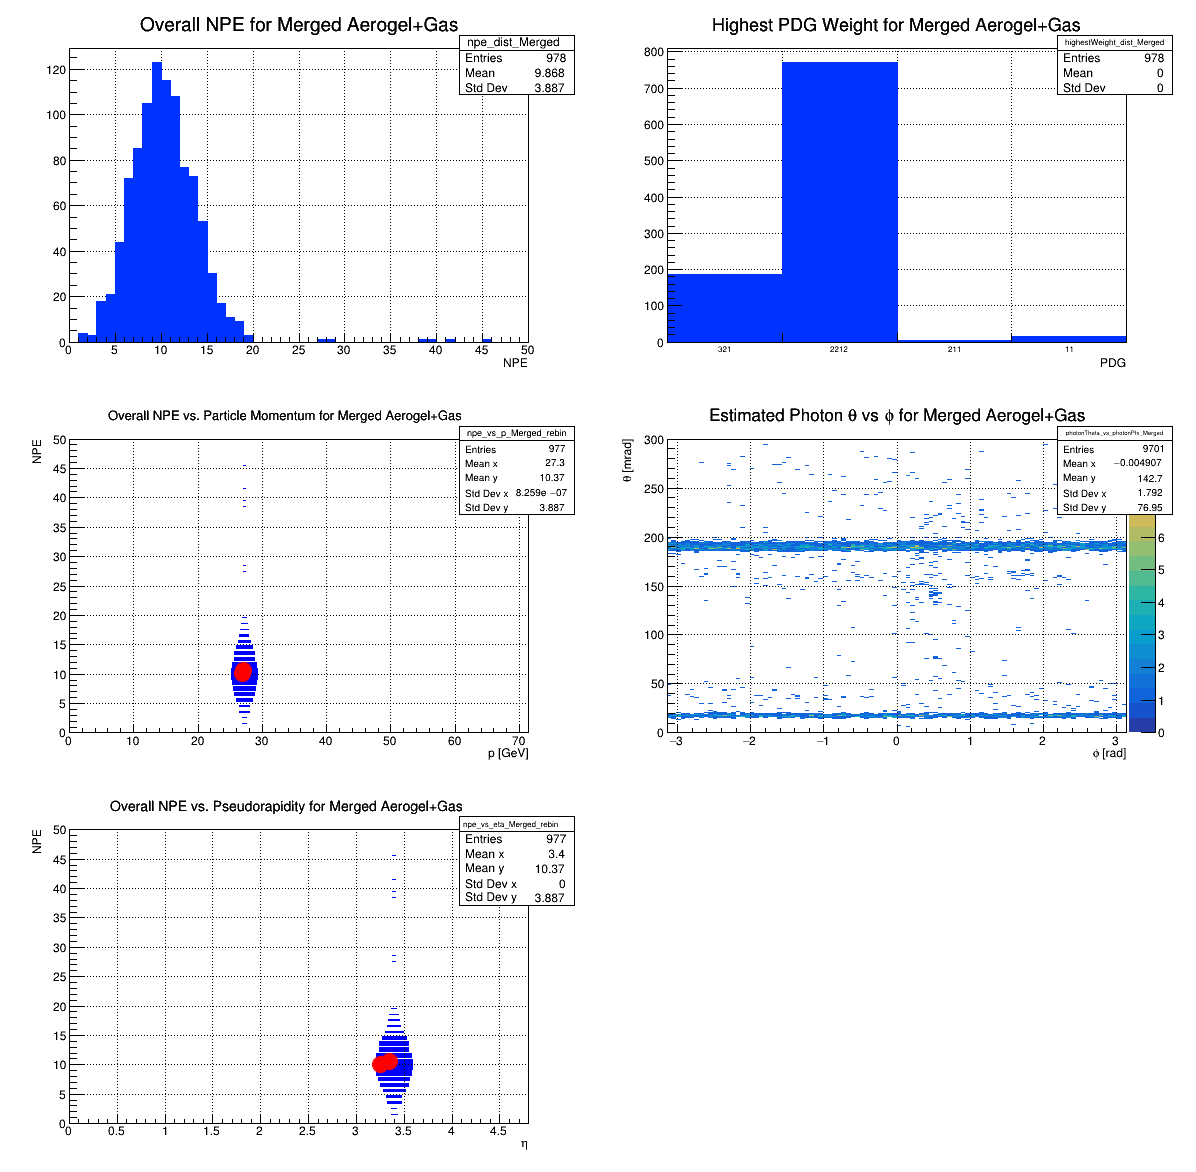 Overall NPE for Merged Aerogel+Gas
npe_dist_Merged
Entries 978
Mean 9.868
Std Dev 3.887
120
100
80
60
40
20
0
0 5 10 15 20 25 30 35 40 45 50
NPE
Highest PDG Weight for Merged Aerogel+Gas
highestWeight_dist_Merged
Entries 978
Mean 0
Std Dev 0
800
700
600
500
400
300
200
100
0
321 2212 211 11
PDG
Overall NPE vs. Particle Momentum for Merged Aerogel+Gas
npe_vs_p_Merged_rebin
Entries 977
Mean x 27.3
Mean y 10.37
Std Dev x 8.259e −07
Std Dev y 3.887
NPE
50
45
40
35
30
25
20
15
10
5
0
0 10 20 30 40 50 60 70
p [GeV]
Estimated Photon θ vs ϕ for Merged Aerogel+Gas
photonTheta_vs_photonPhi_Merged
Entries 9701
Mean x −0.004907
Mean y 142.7
Std Dev x 1.792
Std Dev y 76.95
θ [mrad]
300
250
200
150
100
50
0
−3 −2 −1 0 1 2 3
ϕ [rad]
6
5
4
3
2
1
0
Overall NPE vs. Pseudorapidity for Merged Aerogel+Gas
npe_vs_eta_Merged_rebin
Entries 977
Mean x 3.4
Mean y 10.37
Std Dev x 0
Std Dev y 3.887
NPE
50
45
40
35
30
25
20
15
10
5
0
0 0.5 1 1.5 2 2.5 3 3.5 4 4.5
η